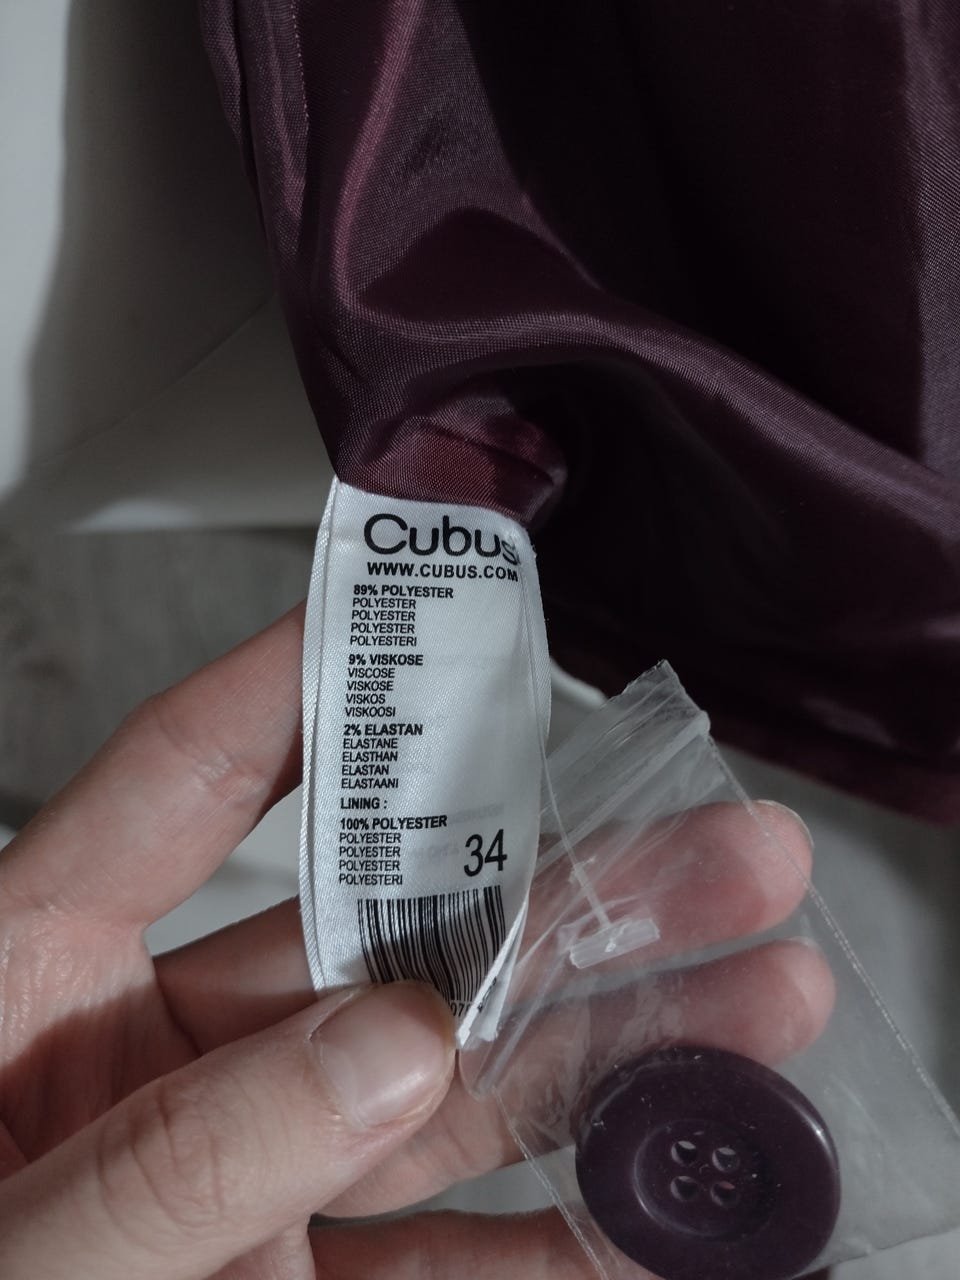 Cubus
WWW.CUBUS.COM
89% POLYESTER
POLYESTER
POLYESTER
POLYESTER
POLYESTERI
9% VISKOSE
VISCOSE
VISKOSE
VISKOS
VISKOOSI
2% ELASTAN
ELASTANE
ELASTHAN
ELASTAN
ELASTAANI
LINING :
100% POLYESTER
POLYESTER
POLYESTER
POLYESTER
POLYESTERI
34